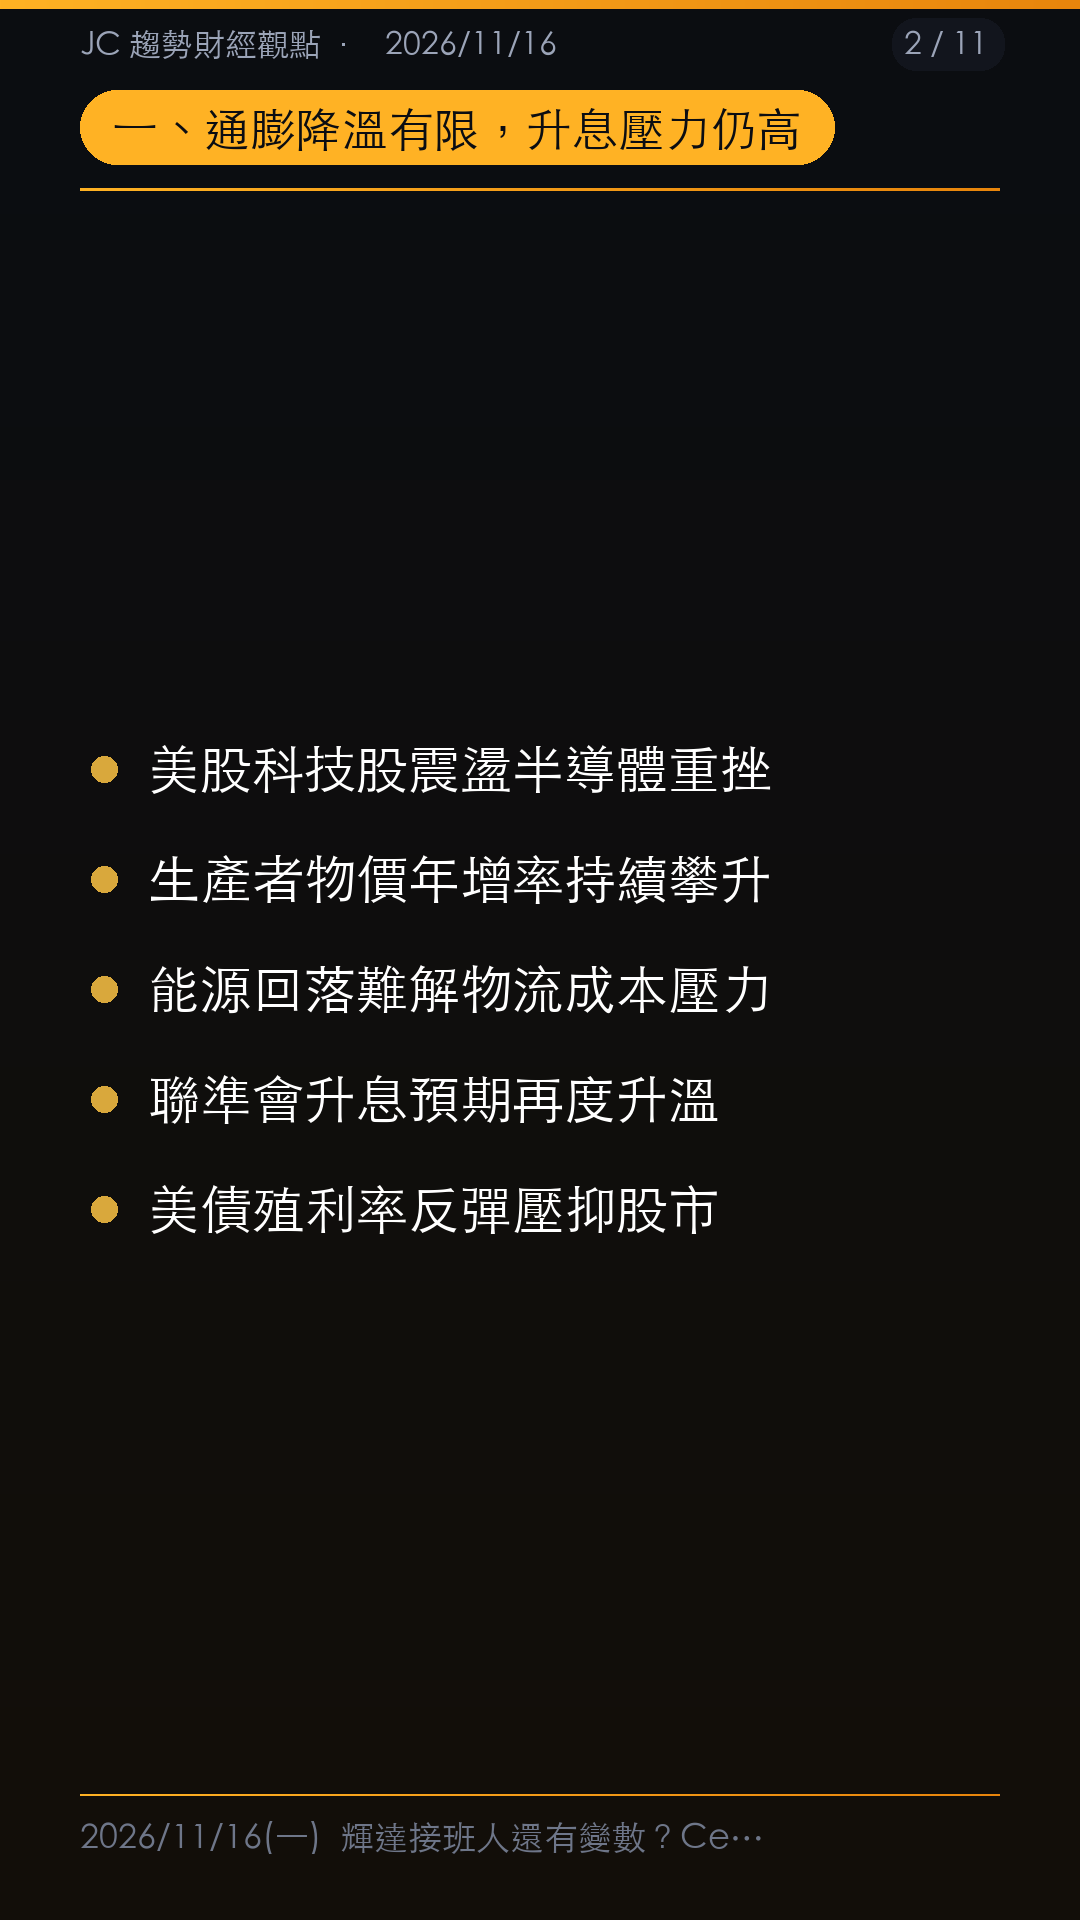 JC 趨勢財經觀點 · 2026/11/16
2 / 11
一、通膨降溫有限，升息壓力仍高
美股科技股震盪半導體重挫
生產者物價年增率持續攀升
能源回落難解物流成本壓力
聯準會升息預期再度升溫
美債殖利率反彈壓抑股市
2026/11/16(一) 輝達接班人還有變數？Ce…